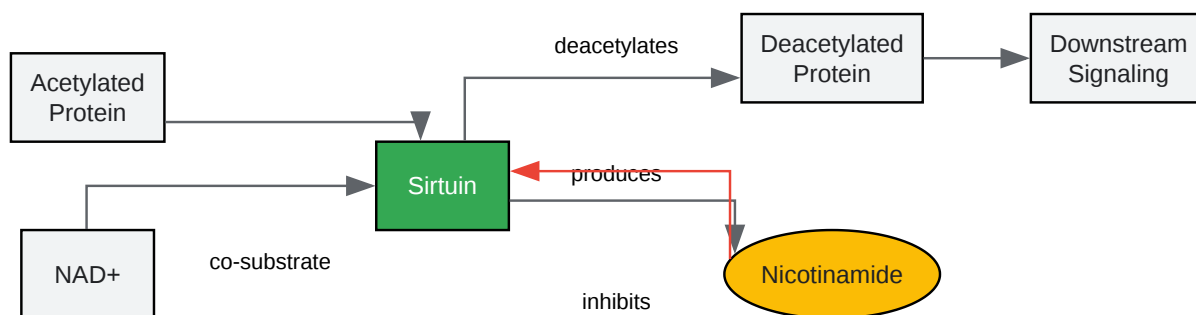 deacetylates
Deacetylated
Protein
Downstream
Signaling
Acetylated
Protein
Sirtuin
produces
NAD+
co-substrate
Nicotinamide
inhibits